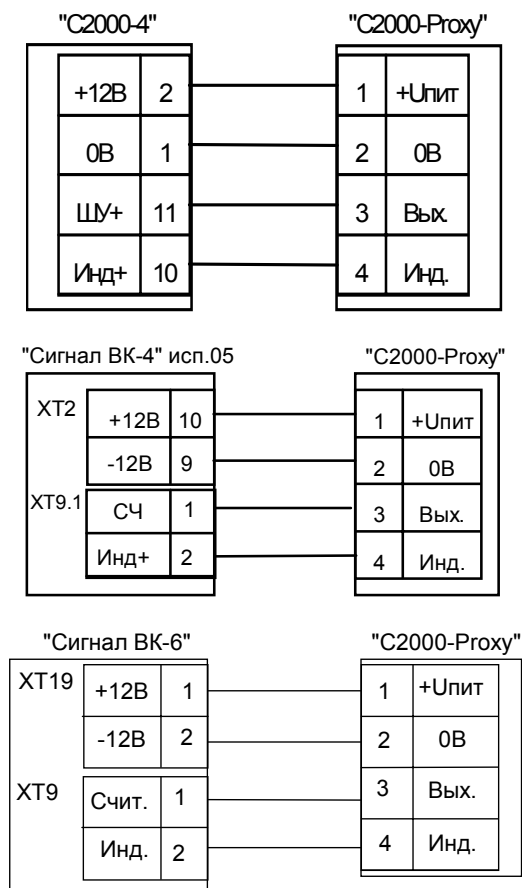 "С2000-4" "С2000-Proxy"
+12В 2 1 +Uпит
0В 1 2 0В
ШУ+ 11 3 Вых.
Инд+ 10 4 Инд.
"Сигнал ВК-4" исп.05 "С2000-Proxy"
XT2 +12В 10 1 +Uпит
-12В 9 2 0В
XT9.1 СЧ 1 3 Вых.
Инд+ 2 4 Инд.
"Сигнал ВК-6" "С2000-Proxy"
XT19 +12В 1 1 +Uпит
-12В 2 2 0В
XT9 Счит. 1 3 Вых.
Инд. 2 4 Инд.